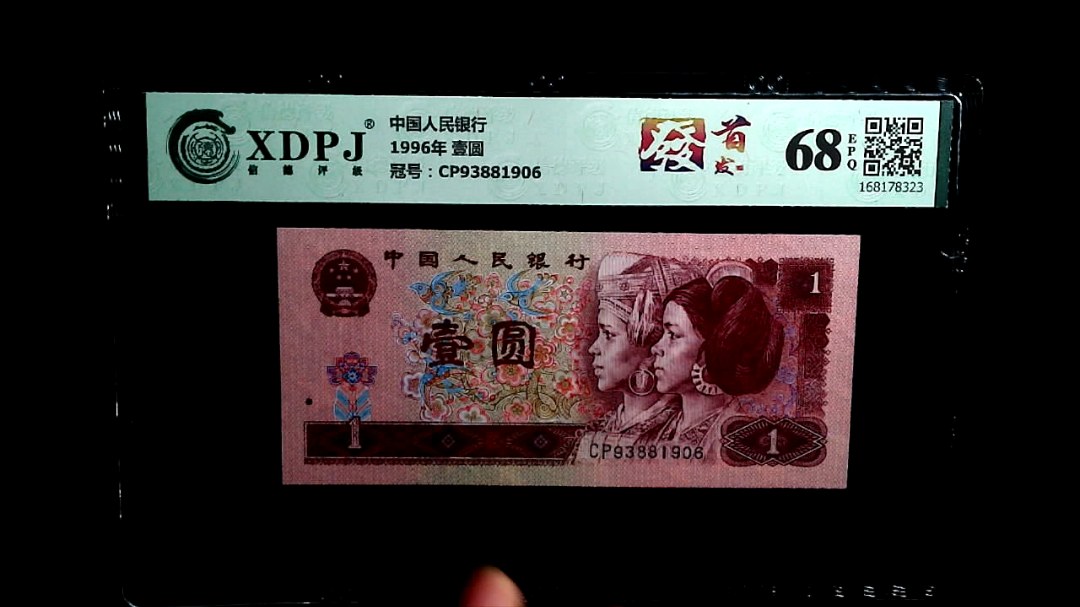 XDPJ®
信德评级
中国人民银行
1996年 壹圆
冠号：CP93881906
發
首发
68
EPQ
168178323
中国人民银行
1
壹圆
1
CP93881906
1